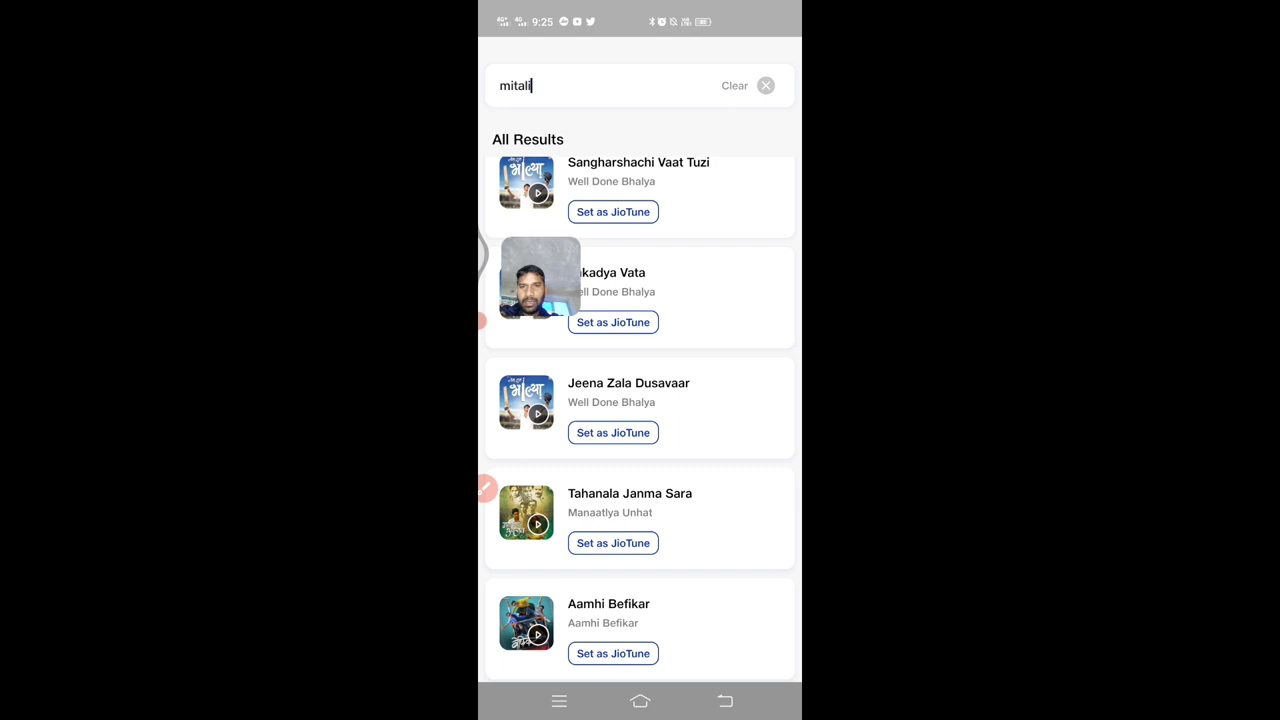 9:25
mitali
Clear
All Results
Sangharshachi Vaat Tuzi
Well Done Bhalya
Set as JioTune
kadya Vata
ell Done Bhalya
Set as JioTune
Jeena Zala Dusavaar
Well Done Bhalya
Set as JioTune
Tahanala Janma Sara
Manaatlya Unhat
Set as JioTune
Aamhi Befikar
Aamhi Befikar
Set as JioTune